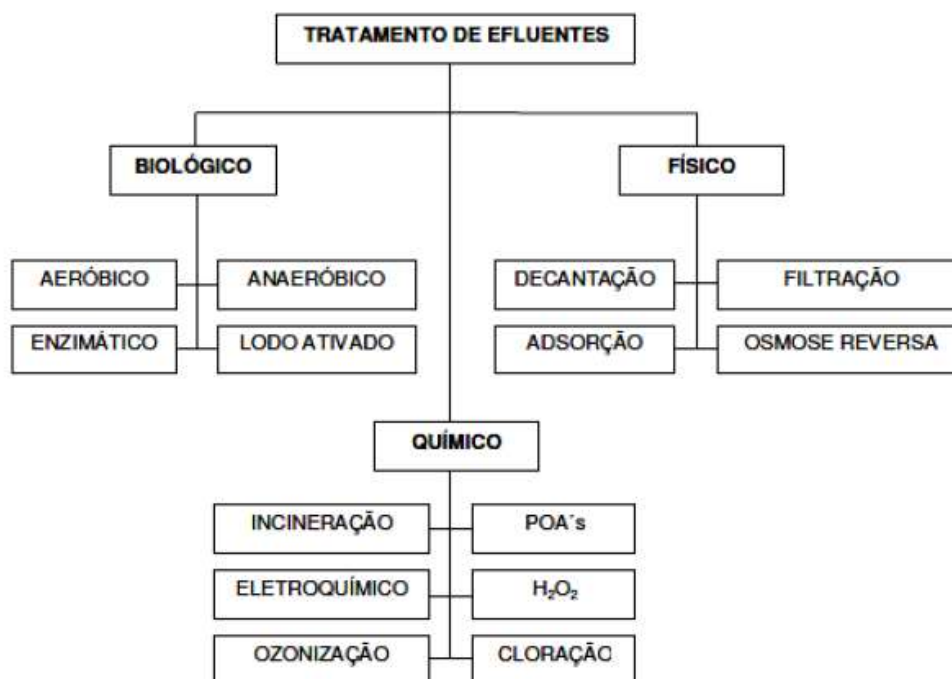 TRATAMENTO DE EFLUENTES
BIOLÓGICO
FÍSICO
AERÓBICO
ANAERÓBICO
DECANTAÇÃO
FILTRAÇÃO
ENZIMÁTICO
LODO ATIVADO
ADSORÇÃO
OSMOSE REVERSA
QUÍMICO
INCINERAÇÃO
POA´s
ELETROQUÍMICO
H₂O₂
OZONIZAÇÃO
CLORAÇÃO